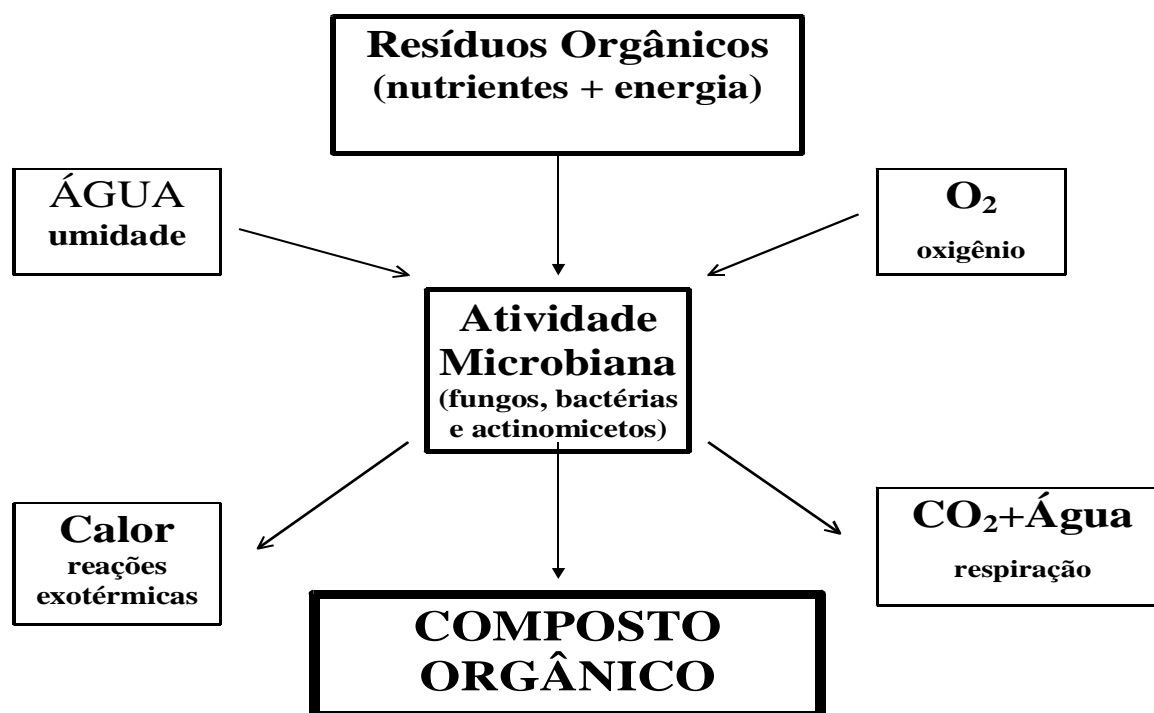 Resíduos Orgânicos
(nutrientes + energia)
ÁGUA
umidade
O₂
oxigênio
Atividade
Microbiana
(fungos, bactérias
e actinomicetos)
Calor
reações
exotérmicas
CO₂+Água
respiração
COMPOSTO
ORGÂNICO